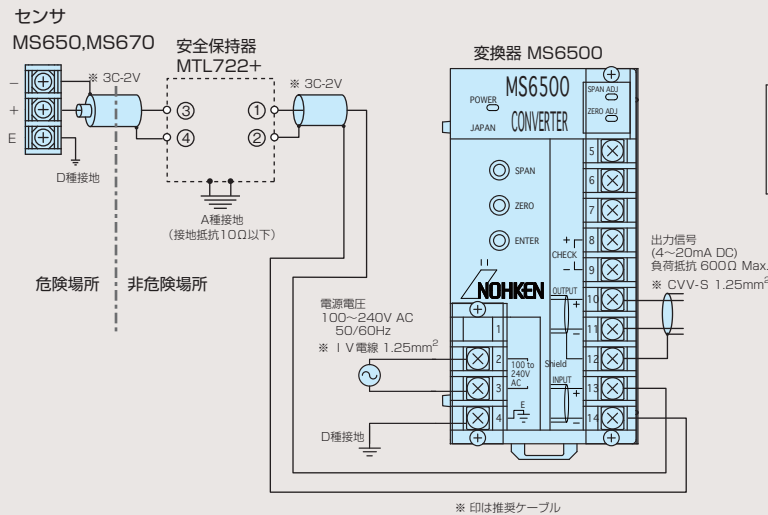 センサ
MS650,MS670
安全保持器
MTL722+
※ 3C-2V
※ 3C-2V
−
+
E
③
④
①
②
D種接地
A種接地
(接地抵抗10Ω以下)
危険場所
非危険場所
変換器 MS6500
MS6500
POWER
JAPAN
CONVERTER
SPAN ADJ
ZERO ADJ
SPAN
ZERO
ENTER
5
6
7
8
9
10
11
12
13
14
+
CHECK
−
NOHKEN
OUTPUT
+
−
Shield
INPUT
+
−
1
2
3
4
100 to
240V
AC
E
出力信号
(4〜20mA DC)
負荷抵抗 600Ω Max.
※ CVV-S 1.25mm²
電源電圧
100〜240V AC
50/60Hz
※ IV電線 1.25mm²
D種接地
※ 印は推奨ケーブル